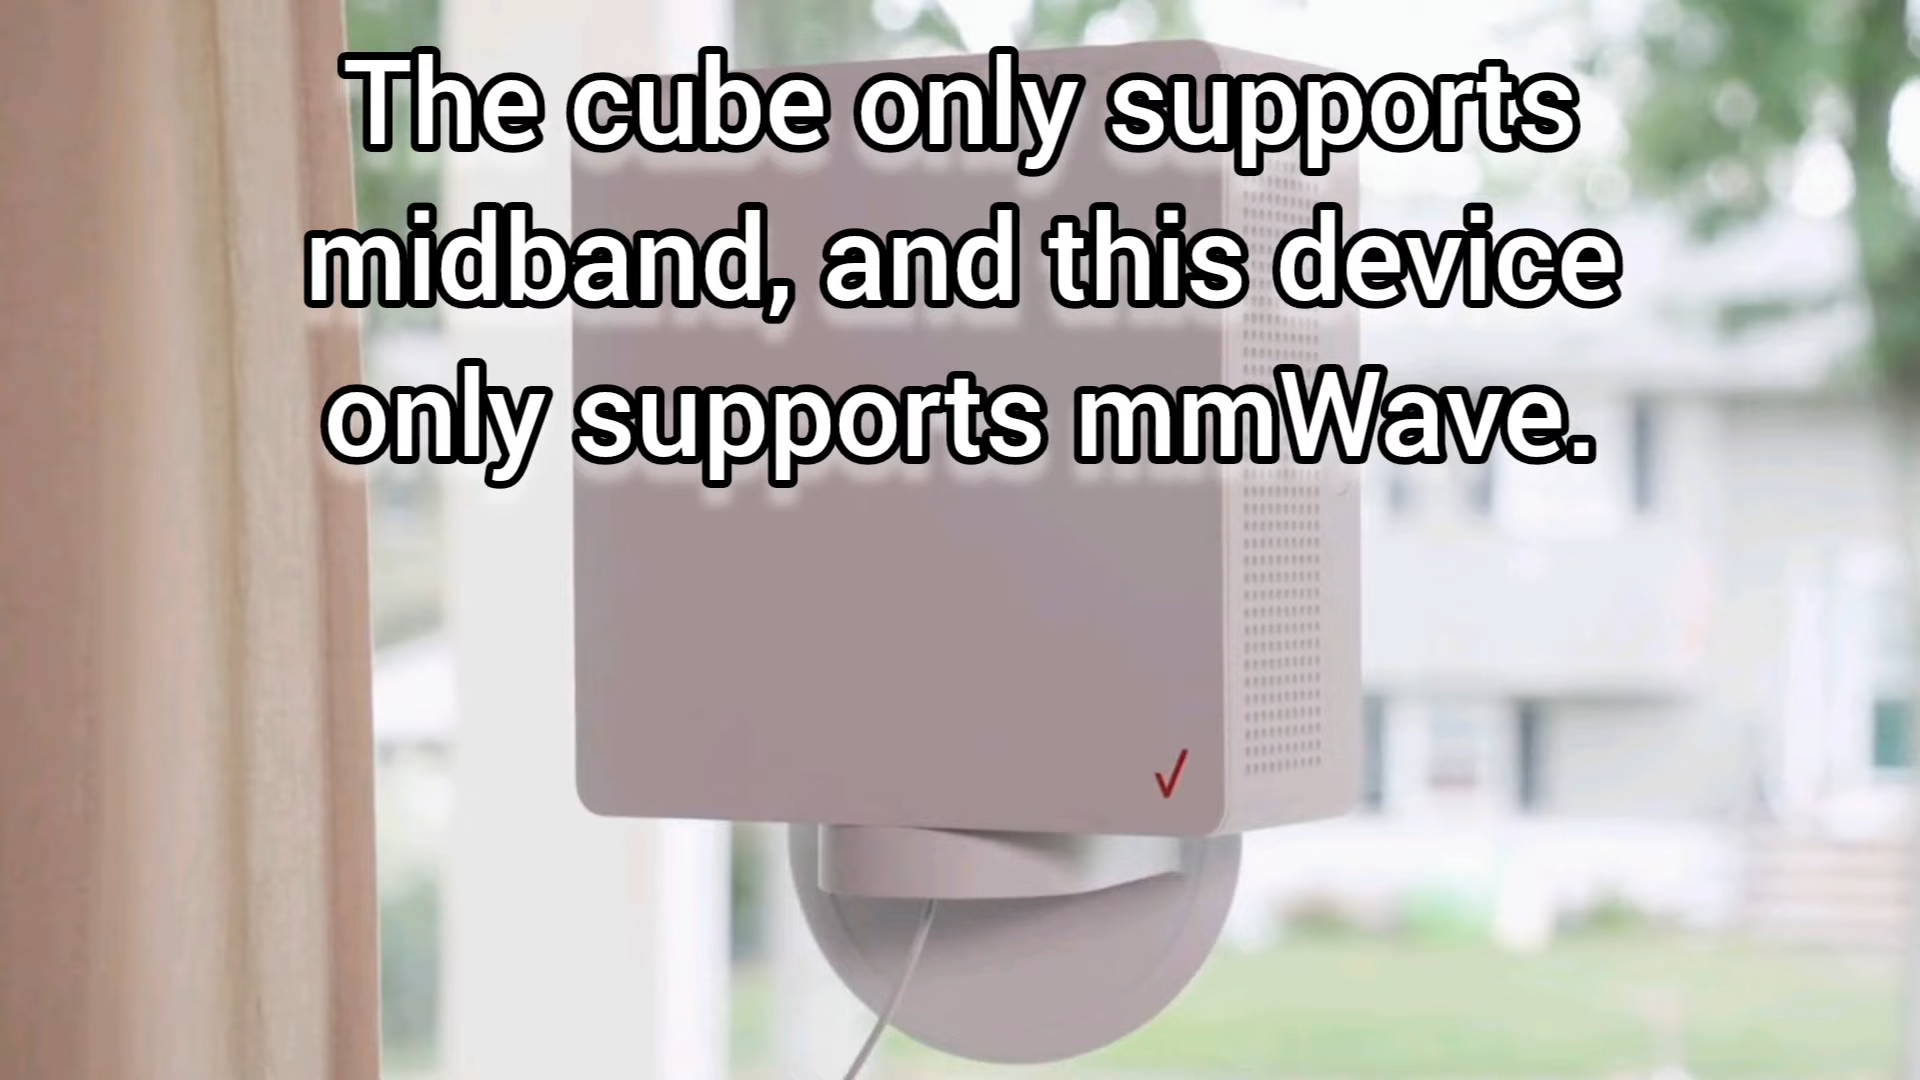 The cube only supports
midband, and this device
only supports mmWave.